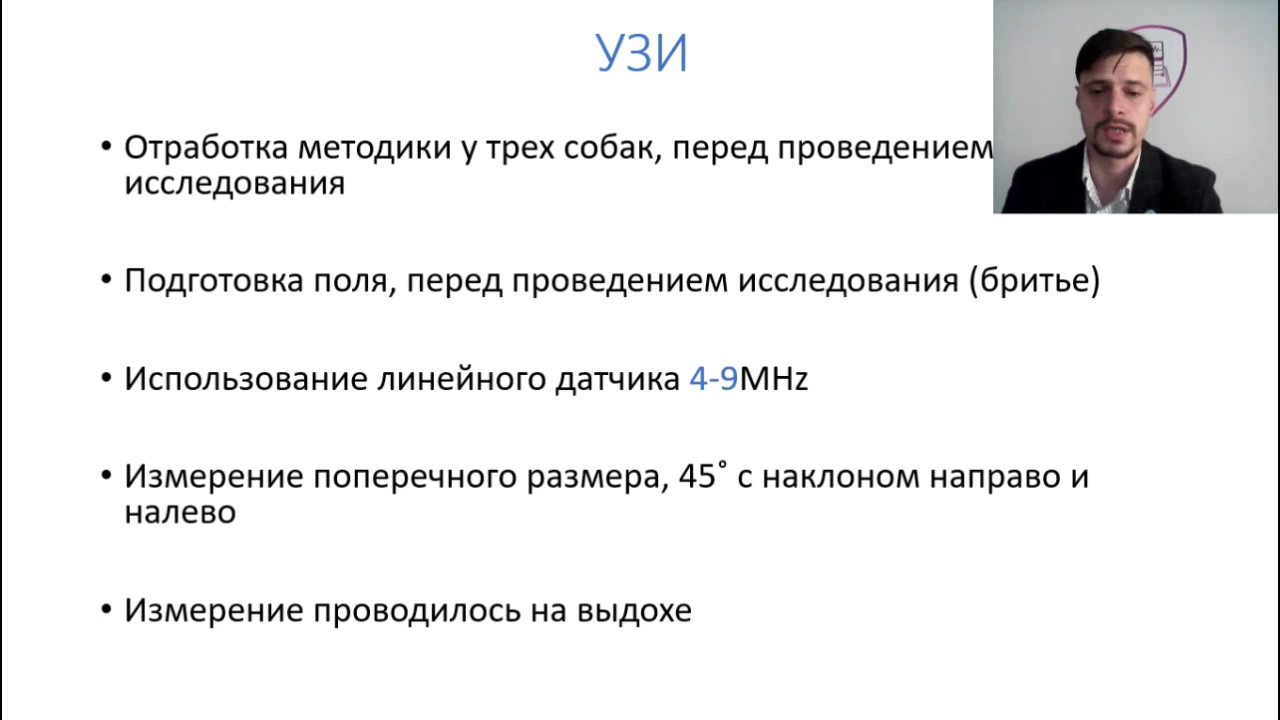 УЗИ
• Отработка методики у трех собак, перед проведением
исследования
• Подготовка поля, перед проведением исследования (бритье)
• Использование линейного датчика 4-9MHz
• Измерение поперечного размера, 45˚ с наклоном направо и
налево
• Измерение проводилось на выдохе